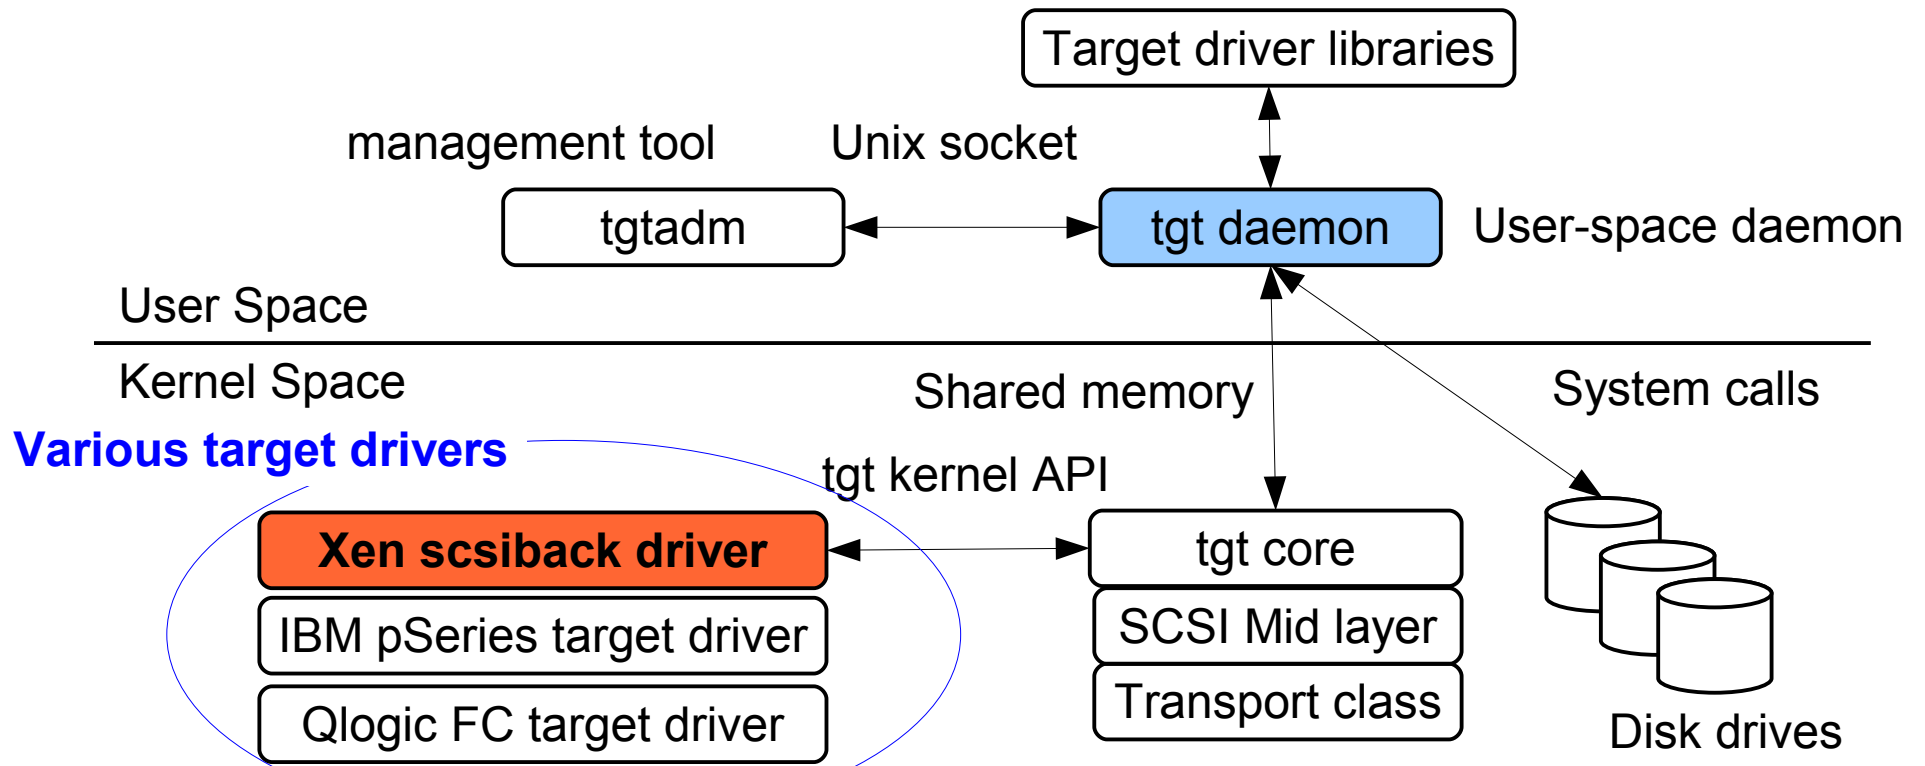 Target driver libraries
management tool
Unix socket
tgtadm
tgt daemon
User-space daemon
User Space
Kernel Space
Shared memory
System calls
Various target drivers
tgt kernel API
Xen scsiback driver
tgt core
IBM pSeries target driver
SCSI Mid layer
Qlogic FC target driver
Transport class
Disk drives